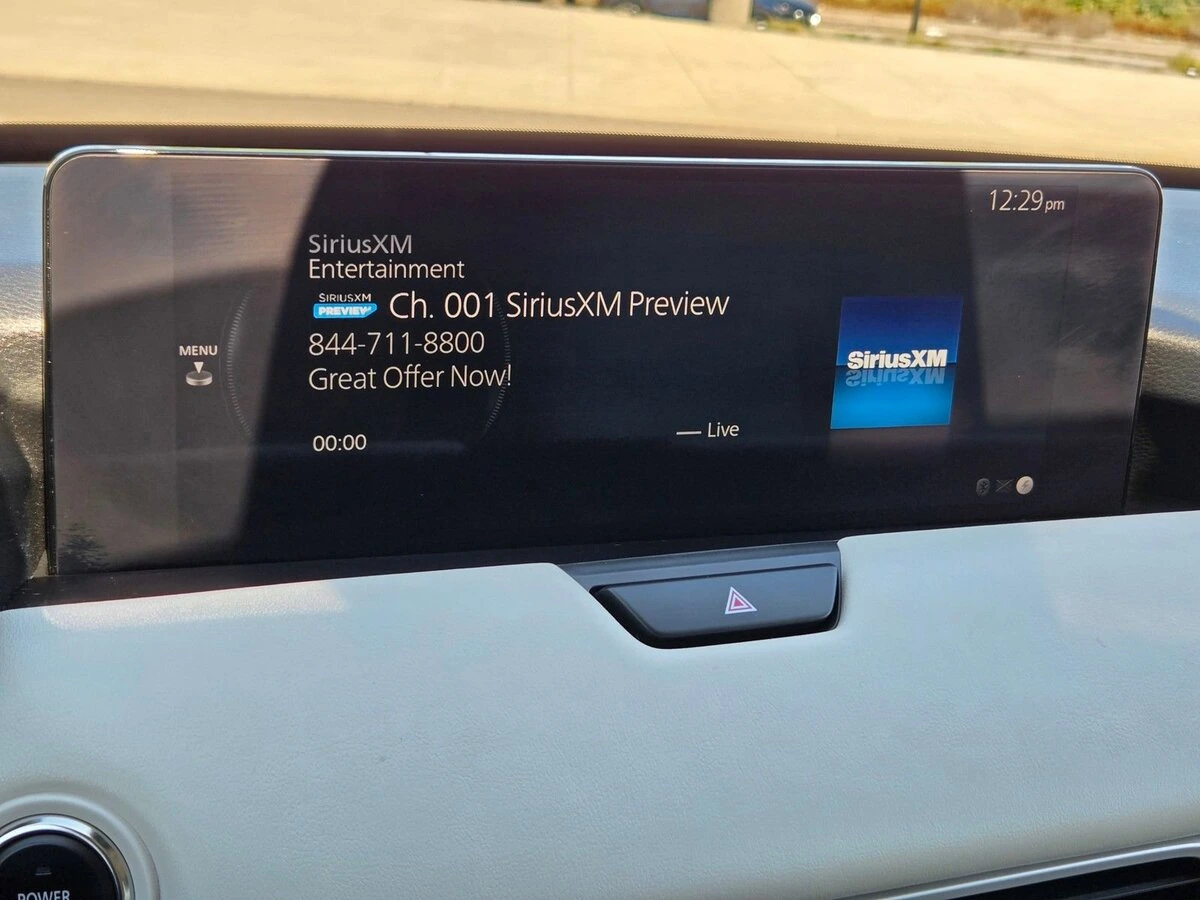 12:29pm
SiriusXM
Entertainment
SIRIUSXM PREVIEW
Ch. 001 SiriusXM Preview
MENU
844-711-8800
Great Offer Now!
SiriusXM
00:00
Live
POWER